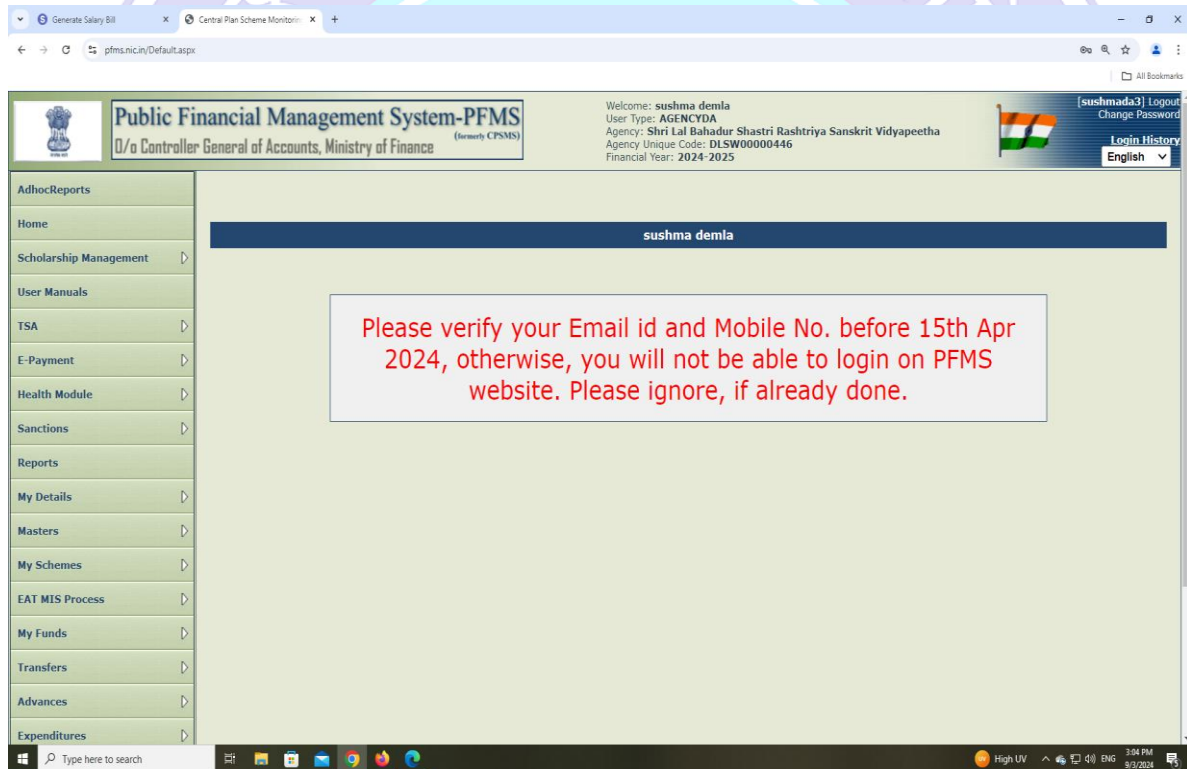 Generate Salary Bill
Central Plan Scheme Monitorin
pfms.nic.in/Default.aspx
All Bookmarks
Public Financial Management System-PFMS
(formerly CPSMS)
O/o Controller General of Accounts, Ministry of Finance
Welcome: sushma demla
User Type: AGENCYDA
Agency: Shri Lal Bahadur Shastri Rashtriya Sanskrit Vidyapeetha
Agency Unique Code: DLSW00000446
Financial Year: 2024-2025
[sushmada3] Logout
Change Password
Login History
English
AdhocReports
Home
Scholarship Management
User Manuals
TSA
E-Payment
Health Module
Sanctions
Reports
My Details
Masters
My Schemes
EAT MIS Process
My Funds
Transfers
Advances
Expenditures
sushma demla
Please verify your Email id and Mobile No. before 15th Apr
2024, otherwise, you will not be able to login on PFMS
website. Please ignore, if already done.
Type here to search
High UV
ENG
3:04 PM
9/3/2024